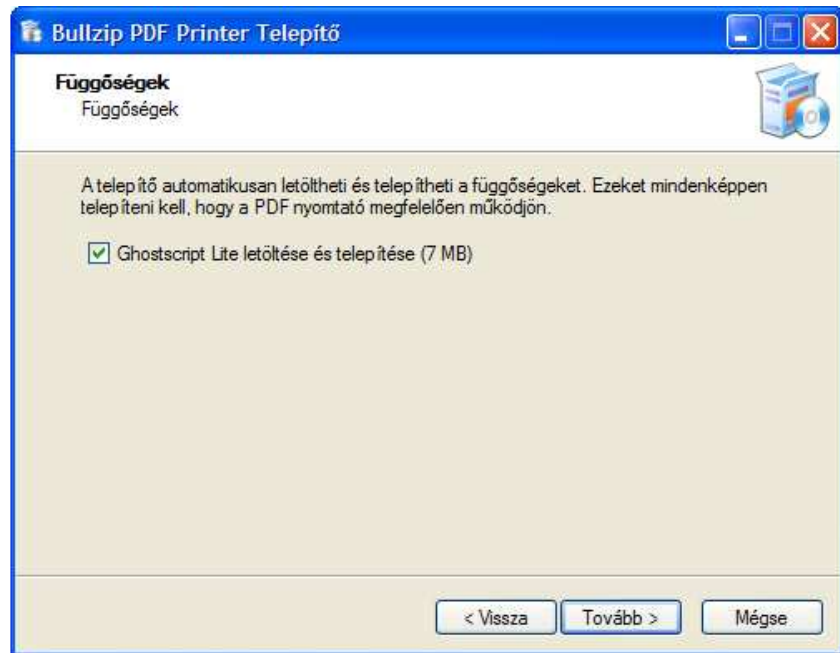 Bullzip PDF Printer Telepítő
Függőségek
Függőségek
A telepítő automatikusan letöltheti és telepítheti a függőségeket. Ezeket mindenképpen
telepíteni kell, hogy a PDF nyomtató megfelelően működjön.
Ghostscript Lite letöltése és telepítése (7 MB)
< Vissza Tovább > Mégse